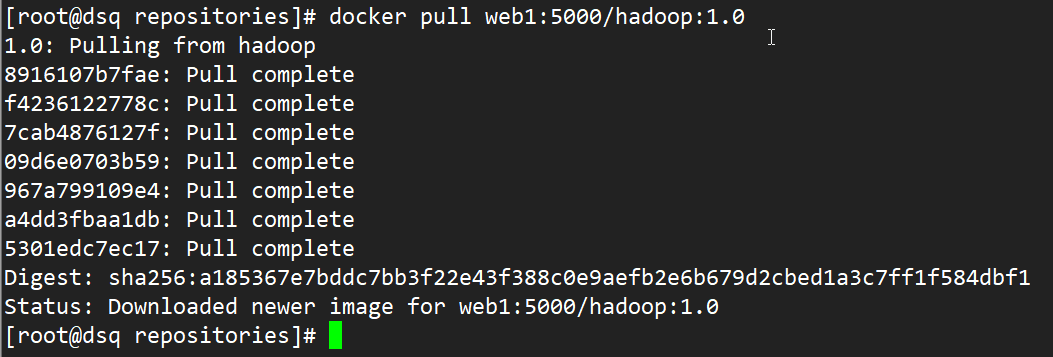 [root@dsq repositories]# docker pull web1:5000/hadoop:1.0
1.0: Pulling from hadoop
8916107b7fae: Pull complete
f4236122778c: Pull complete
7cab4876127f: Pull complete
09d6e0703b59: Pull complete
967a799109e4: Pull complete
a4dd3fbaa1db: Pull complete
5301edc7ec17: Pull complete
Digest: sha256:a185367e7bddc7bb3f22e43f388c0e9aefb2e6b679d2cbed1a3c7ff1f584dbf1
Status: Downloaded newer image for web1:5000/hadoop:1.0
[root@dsq repositories]#